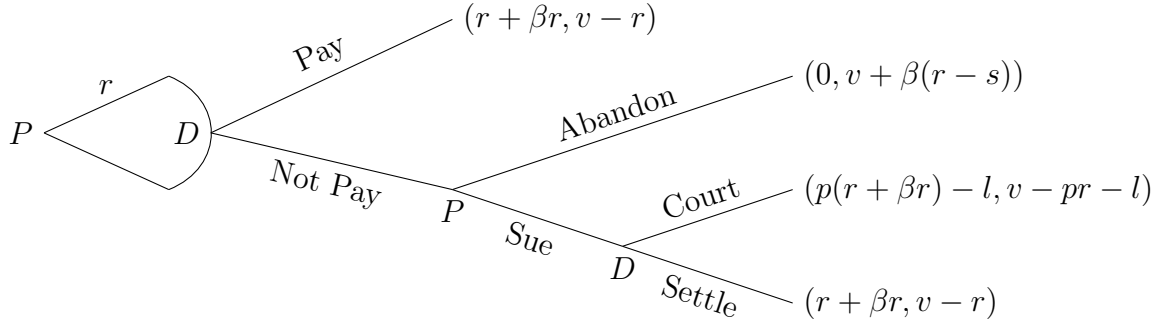 r
P
D
Pay
(r + βr, v − r)
Not Pay
P
Abandon
(0, v + β(r − s))
Sue
D
Court
(p(r + βr) − l, v − pr − l)
Settle
(r + βr, v − r)